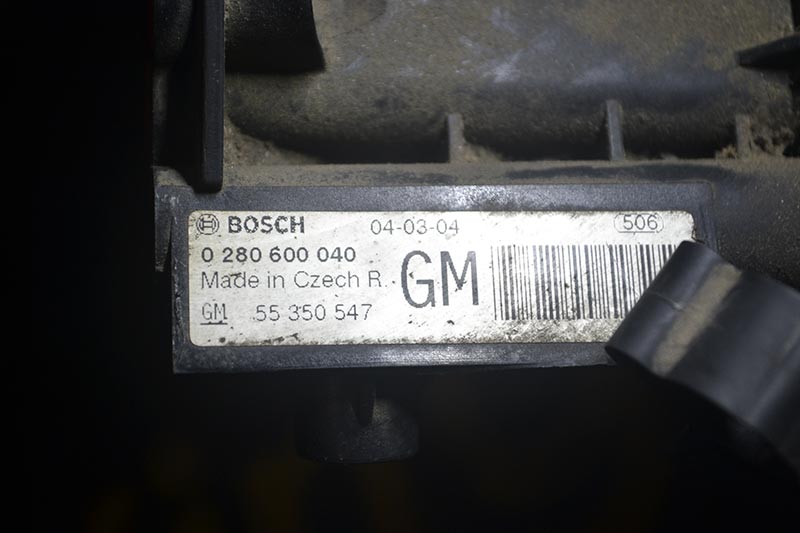 BOSCH 04-03-04 506
0 280 600 040
Made in Czech R. GM
GM 55 350 547